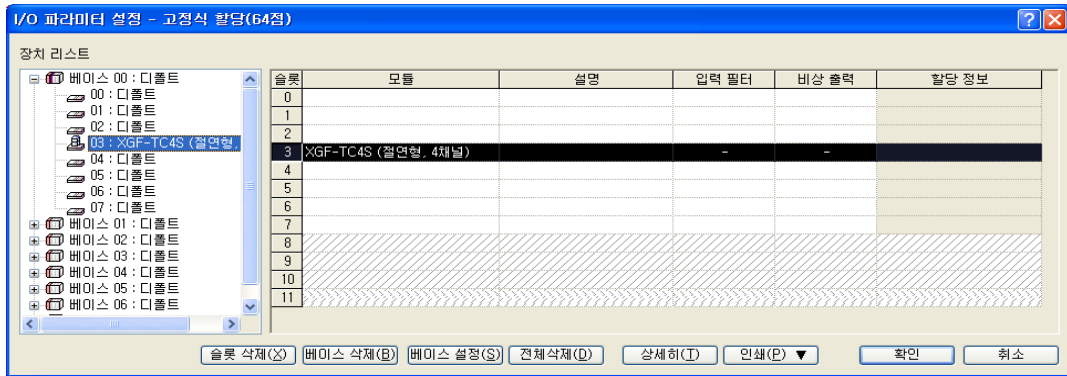 I/O 파라미터 설정 - 고정식 할당(64점)
장치 리스트
베이스 00 : 디폴트
00 : 디폴트
01 : 디폴트
02 : 디폴트
03 : XGF-TC4S (절연형,
04 : 디폴트
05 : 디폴트
06 : 디폴트
07 : 디폴트
베이스 01 : 디폴트
베이스 02 : 디폴트
베이스 03 : 디폴트
베이스 04 : 디폴트
베이스 05 : 디폴트
베이스 06 : 디폴트
슬롯 모듈 설명 입력 필터 비상 출력 할당 정보
0
1
2
3 XGF-TC4S (절연형, 4채널) - -
4
5
6
7
8
9
10
11
슬롯 삭제(X) 베이스 삭제(B) 베이스 설정(S) 전체삭제(D) 상세히(T) 인쇄(P) ▼ 확인 취소